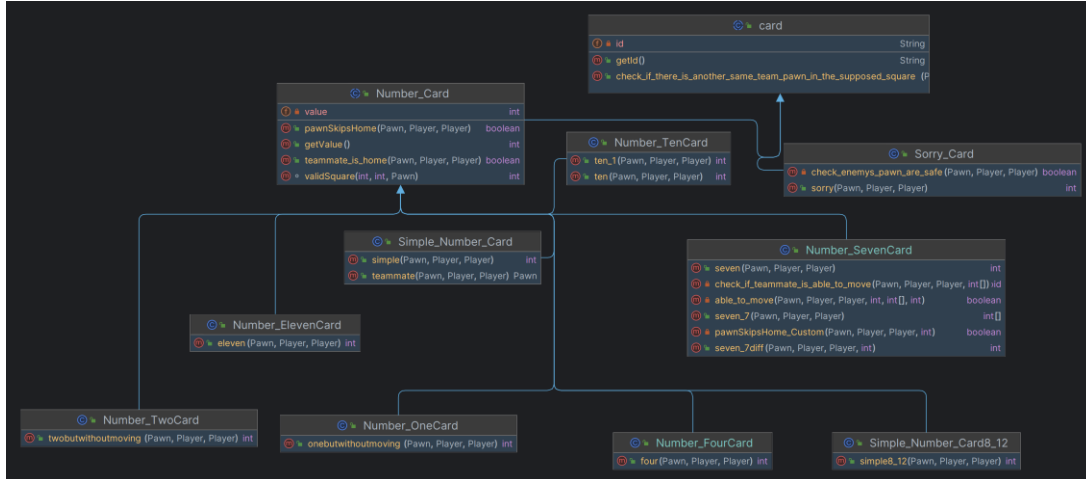 card
id String
getId() String
check_if_there_is_another_same_team_pawn_in_the_supposed_square (P
Number_Card
value int
pawnSkipsHome(Pawn, Player, Player) boolean
getValue() int
teammate_is_home(Pawn, Player, Player) boolean
validSquare(int, int, Pawn) int
Number_TenCard
ten_1(Pawn, Player, Player) int
ten(Pawn, Player, Player) int
Sorry_Card
check_enemys_pawn_are_safe(Pawn, Player, Player) boolean
sorry(Pawn, Player, Player) int
Simple_Number_Card
simple(Pawn, Player, Player) int
teammate(Pawn, Player, Player) Pawn
Number_SevenCard
seven(Pawn, Player, Player) int
check_if_teammate_is_able_to_move(Pawn, Player, Player, int[]) id
able_to_move(Pawn, Player, Player, int, int[], int) boolean
seven_7(Pawn, Player, Player) int[]
pawnSkipsHome_Custom(Pawn, Player, Player, int) boolean
seven_7diff(Pawn, Player, Player, int) int
Number_ElevenCard
eleven(Pawn, Player, Player) int
Number_TwoCard
twobutwithoutmoving (Pawn, Player, Player) int
Number_OneCard
onebutwithoutmoving (Pawn, Player, Player) int
Number_FourCard
four(Pawn, Player, Player) int
Simple_Number_Card8_12
simple8_12(Pawn, Player, Player) int